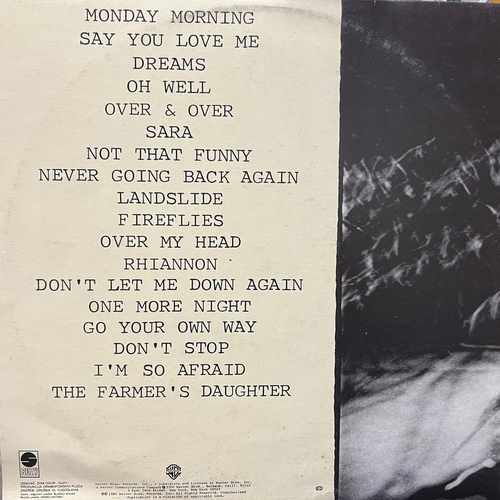 MONDAY MORNING
SAY YOU LOVE ME
DREAMS
OH WELL
OVER & OVER
SARA
NOT THAT FUNNY
NEVER GOING BACK AGAIN
LANDSLIDE
FIREFLIES
OVER MY HEAD
RHIANNON
DON'T LET ME DOWN AGAIN
ONE MORE NIGHT
GO YOUR OWN WAY
DON'T STOP
I'M SO AFRAID
THE FARMER'S DAUGHTER